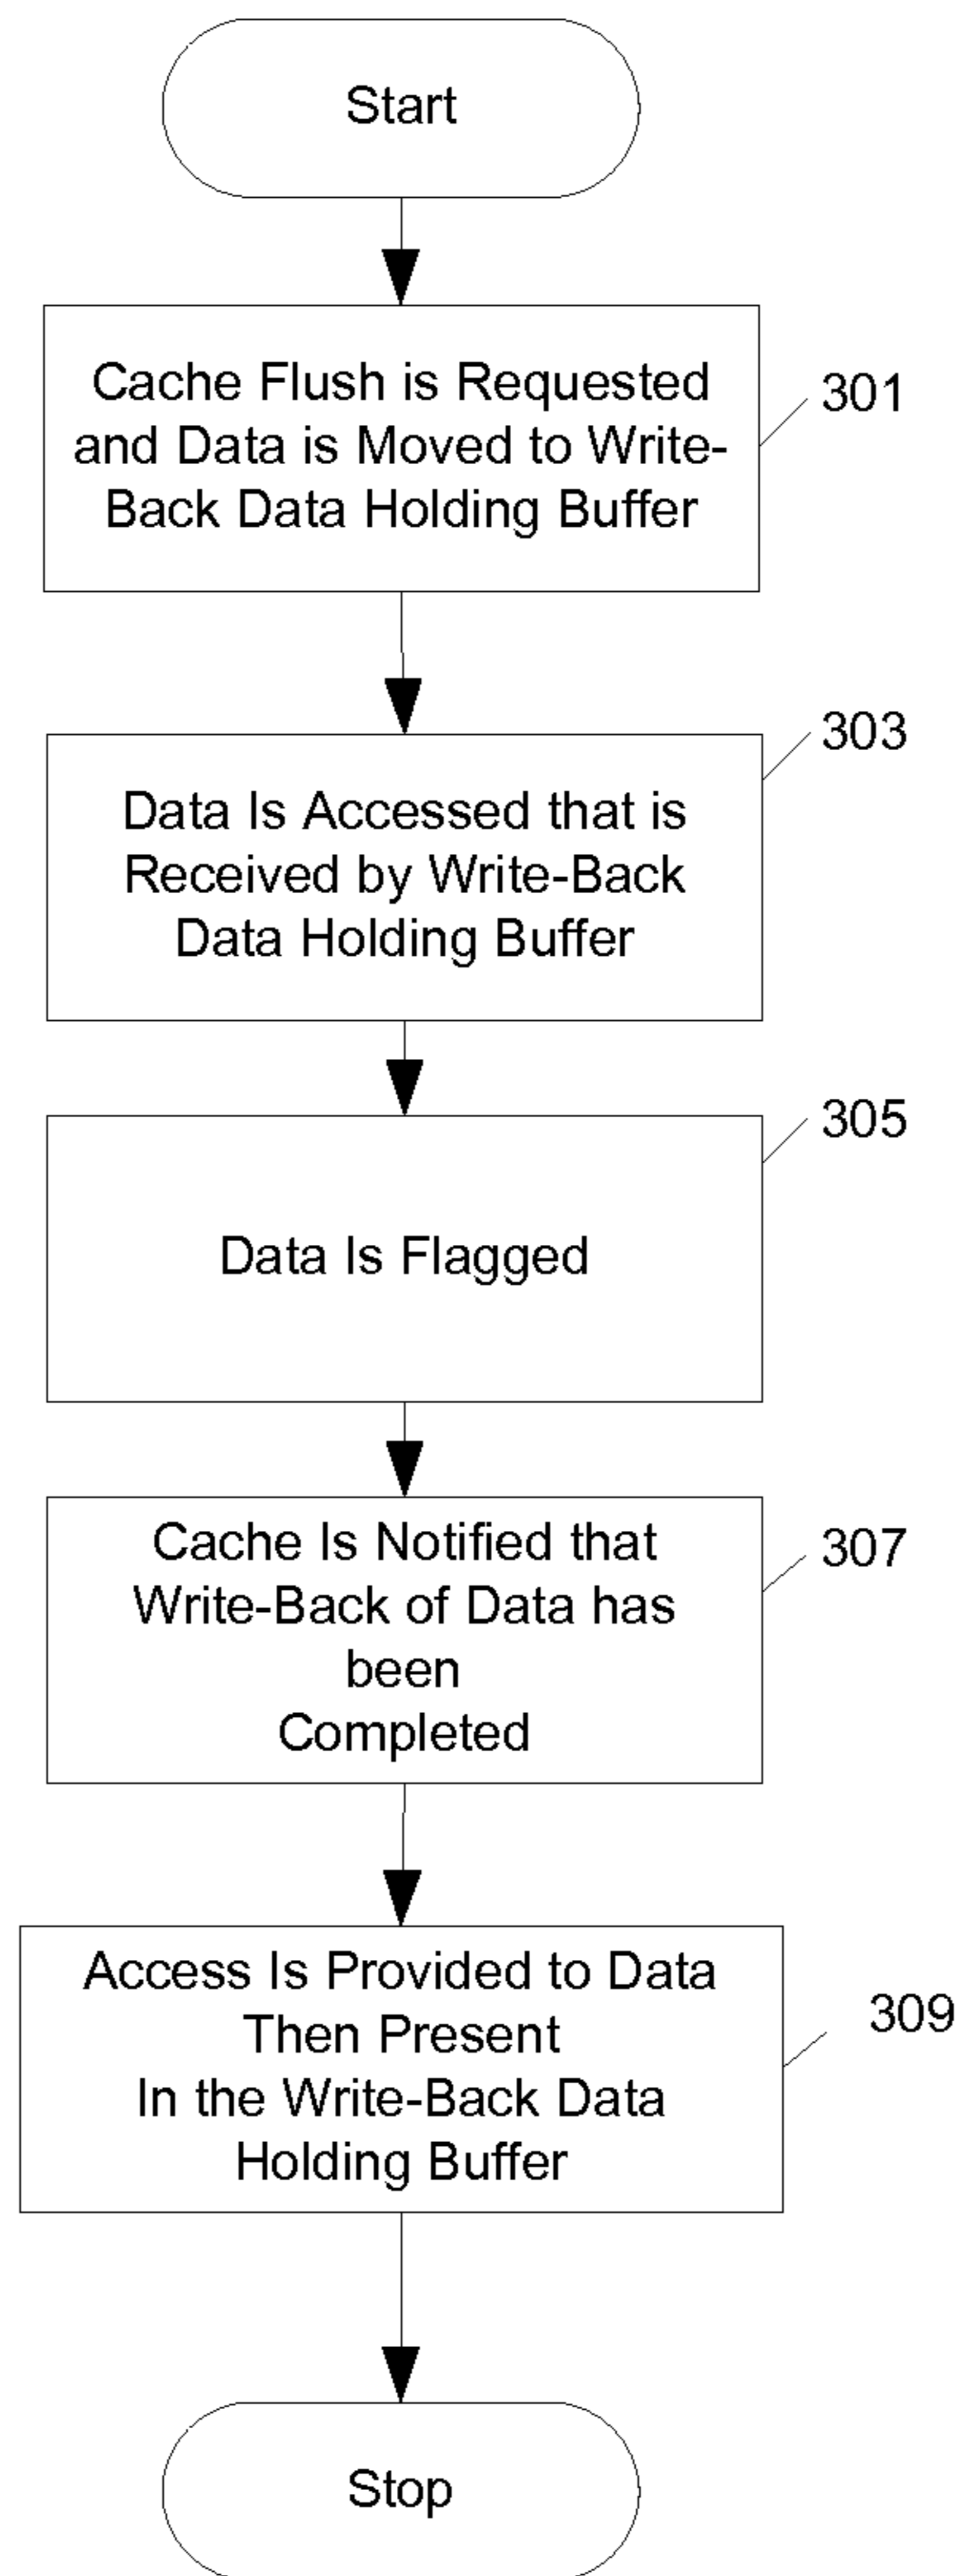 Start
Cache Flush is Requested
and Data is Moved to Write-
Back Data Holding Buffer
301
Data Is Accessed that is
Received by Write-Back
Data Holding Buffer
303
Data Is Flagged
305
Cache Is Notified that
Write-Back of Data has
been
Completed
307
Access Is Provided to Data
Then Present
In the Write-Back Data
Holding Buffer
309
Stop